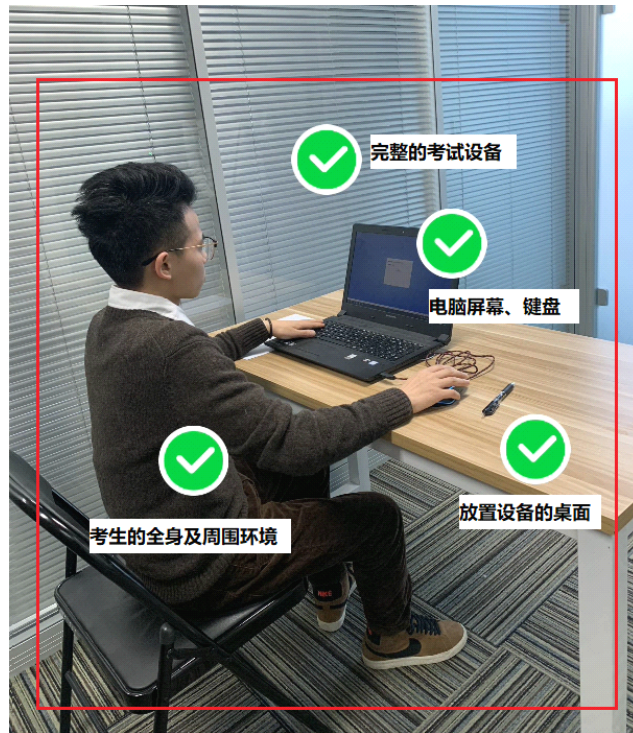 完整的考试设备
电脑屏幕、键盘
放置设备的桌面
考生的全身及周围环境